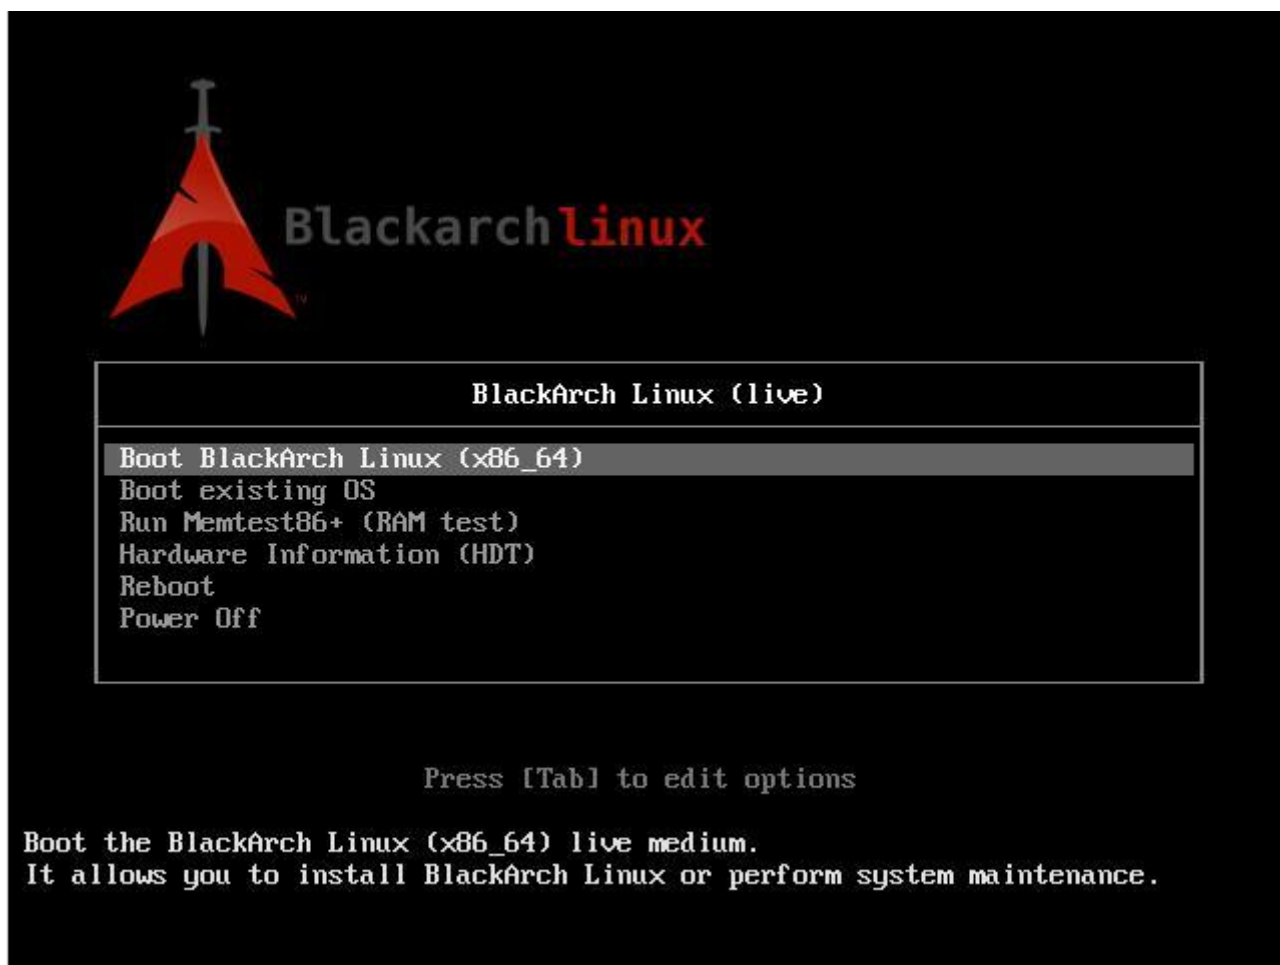 Blackarchlinux
BlackArch Linux (live)
Boot BlackArch Linux (x86_64)
Boot existing OS
Run Memtest86+ (RAM test)
Hardware Information (HDT)
Reboot
Power Off
Press [Tab] to edit options
Boot the BlackArch Linux (x86_64) live medium.
It allows you to install BlackArch Linux or perform system maintenance.